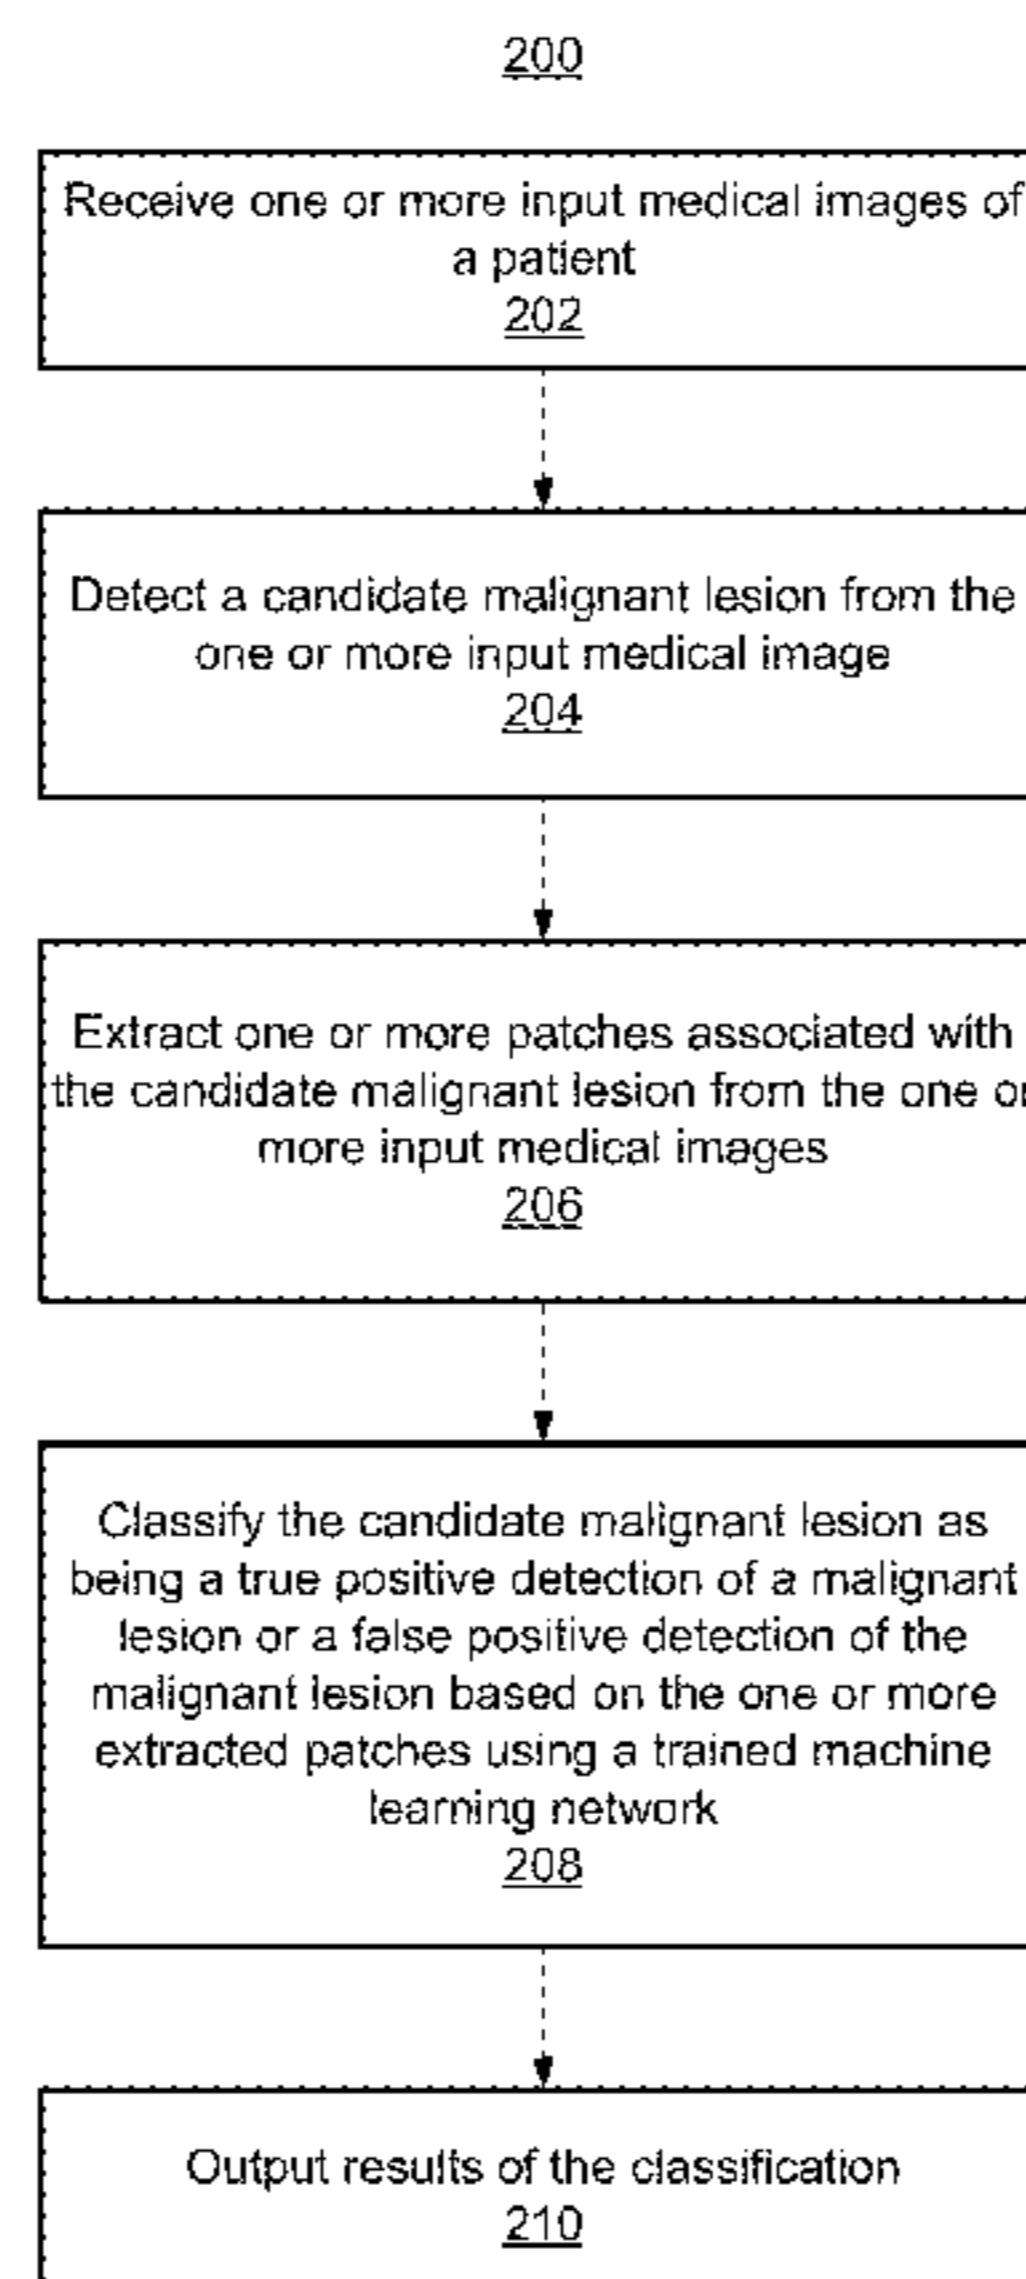 200
Receive one or more input medical images of
a patient
202
Detect a candidate malignant lesion from the
one or more input medical image
204
Extract one or more patches associated with
the candidate malignant lesion from the one or
more input medical images
206
Classify the candidate malignant lesion as
being a true positive detection of a malignant
lesion or a false positive detection of the
malignant lesion based on the one or more
extracted patches using a trained machine
learning network
208
Output results of the classification
210